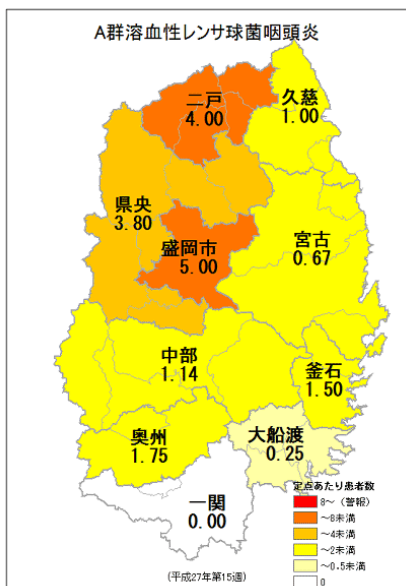 A群溶血性レンサ球菌咽頭炎
二戸
4.00
久慈
1.00
県央
3.80
盛岡市
5.00
宮古
0.67
中部
1.14
釜石
1.50
奥州
1.75
大船渡
0.25
一関
0.00
定点あたり患者数
8～ (警報)
～8未満
～4未満
～2未満
～0.5未満
0
(平成27年第15週)